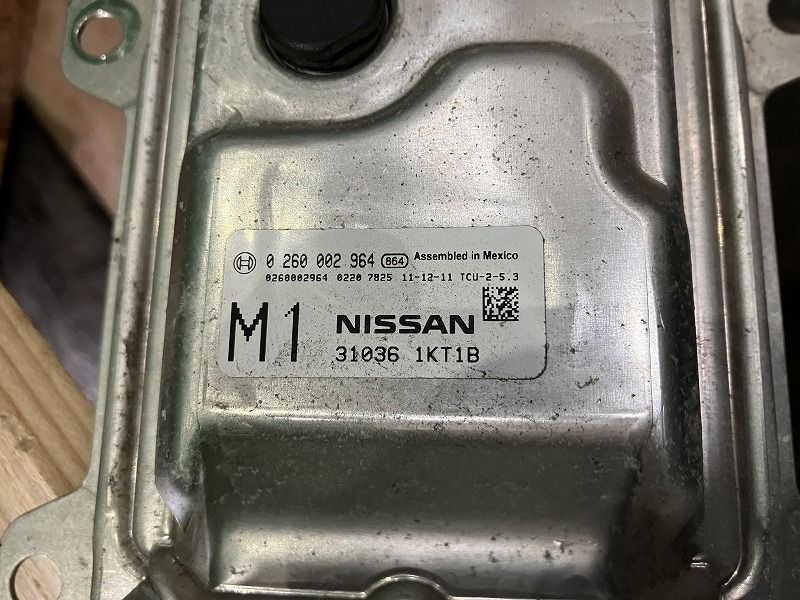 0 260 002 964 864 Assembled in Mexico
0260002964 0220 7825 11-12-11 TCU-2-5.3
M1 NISSAN
31036 1KT1B